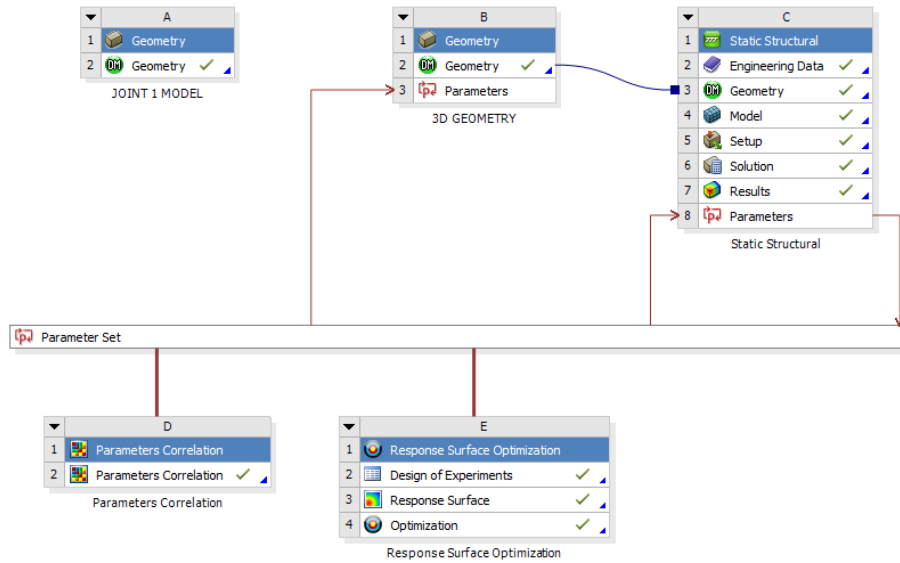 A
1 Geometry
2 DM Geometry
JOINT 1 MODEL
B
1 Geometry
2 DM Geometry
3 Parameters
3D GEOMETRY
C
1 Static Structural
2 Engineering Data
3 DM Geometry
4 Model
5 Setup
6 Solution
7 Results
8 Parameters
Static Structural
Parameter Set
D
1 Parameters Correlation
2 Parameters Correlation
Parameters Correlation
E
1 Response Surface Optimization
2 Design of Experiments
3 Response Surface
4 Optimization
Response Surface Optimization